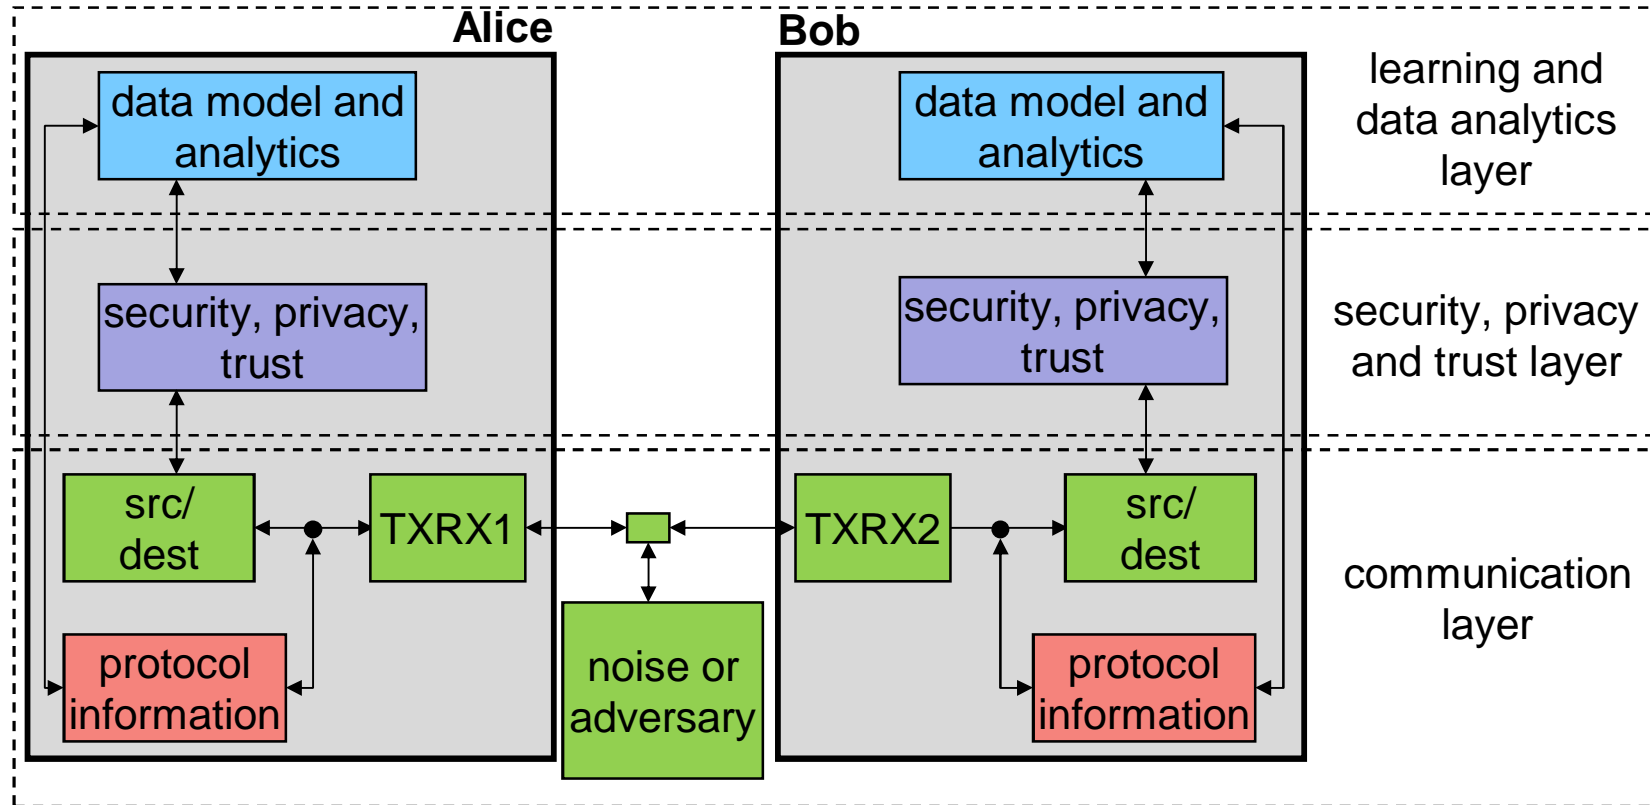 Alice
Bob
data model and
analytics
security, privacy,
trust
src/
dest
TXRX1
protocol
information
noise or
adversary
data model and
analytics
security, privacy,
trust
TXRX2
src/
dest
protocol
information
learning and
data analytics
layer
security, privacy
and trust layer
communication
layer